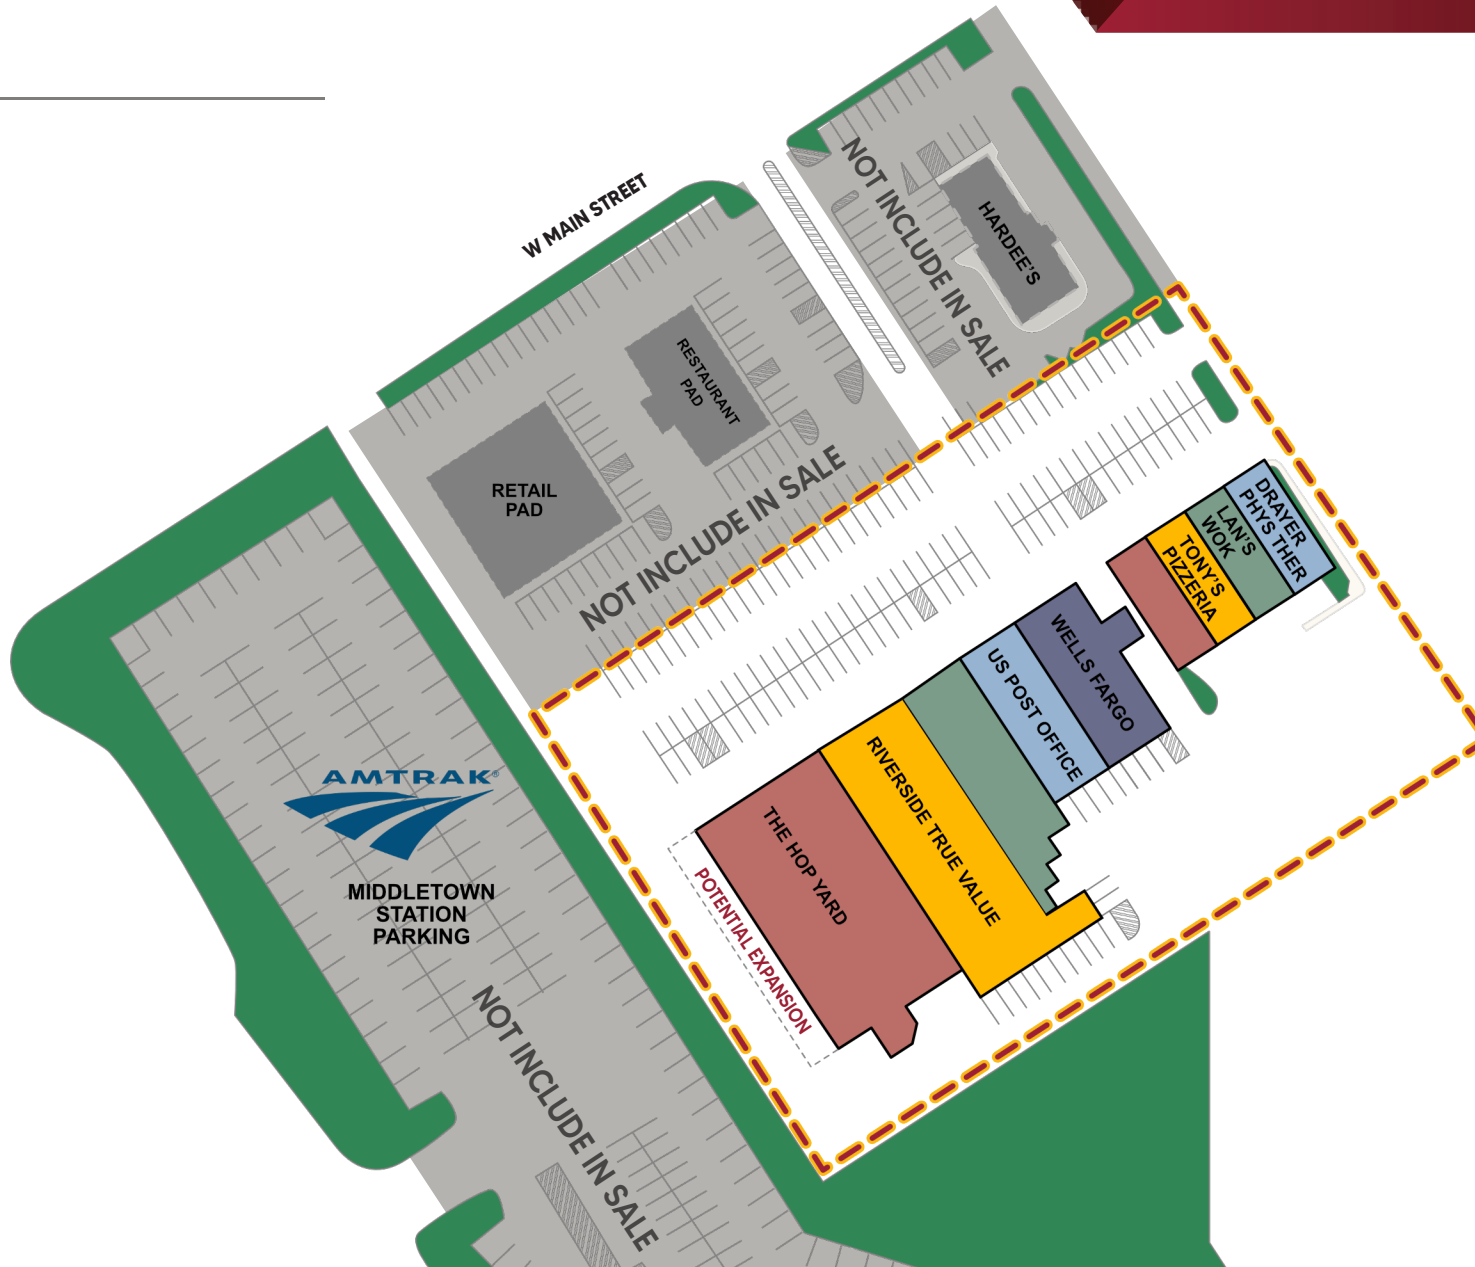 W MAIN STREET
NOT INCLUDE IN SALE
HARDEE'S
RESTAURANT
PAD
RETAIL
PAD
NOT INCLUDE IN SALE
DRAYER
PHYS THER
LAN'S
WOK
TONY'S
PIZZERIA
WELLS FARGO
US POST OFFICE
RIVERSIDE TRUE VALUE
THE HOP YARD
POTENTIAL EXPANSION
AMTRAK®
MIDDLETOWN
STATION
PARKING
NOT INCLUDE IN SALE